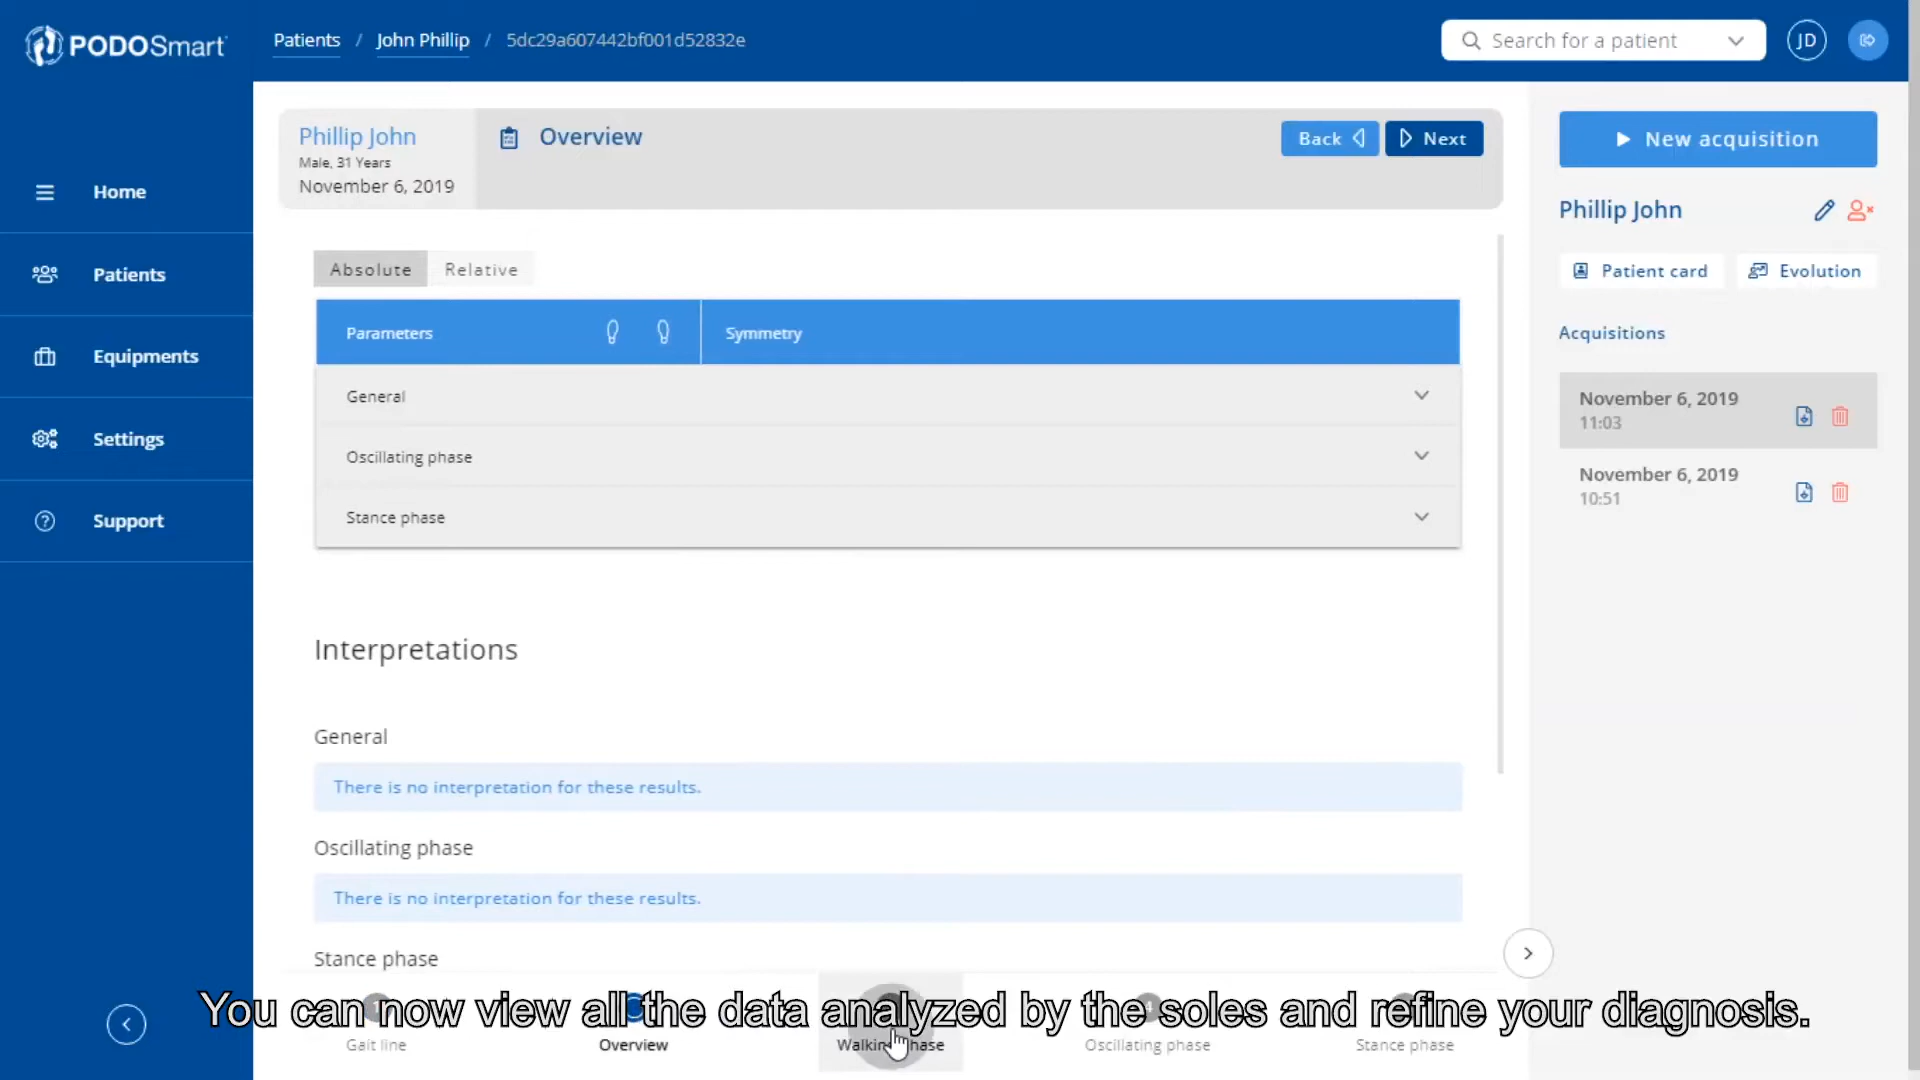 PODOSmart
Patients / John Phillip / 5dc29a607442bf001d52832e
Search for a patient
JD
Home
Patients
Equipments
Settings
Support
Phillip John
Male, 31 Years
November 6, 2019
Overview
Back
Next
Absolute
Relative
Parameters
Symmetry
General
Oscillating phase
Stance phase
Interpretations
General
There is no interpretation for these results.
Oscillating phase
There is no interpretation for these results.
Stance phase
New acquisition
Phillip John
Patient card
Evolution
Acquisitions
November 6, 2019
11:03
November 6, 2019
10:51
You can now view all the data analyzed by the soles and refine your diagnosis.
Gait line
Overview
Walking phase
Oscillating phase
Stance phase